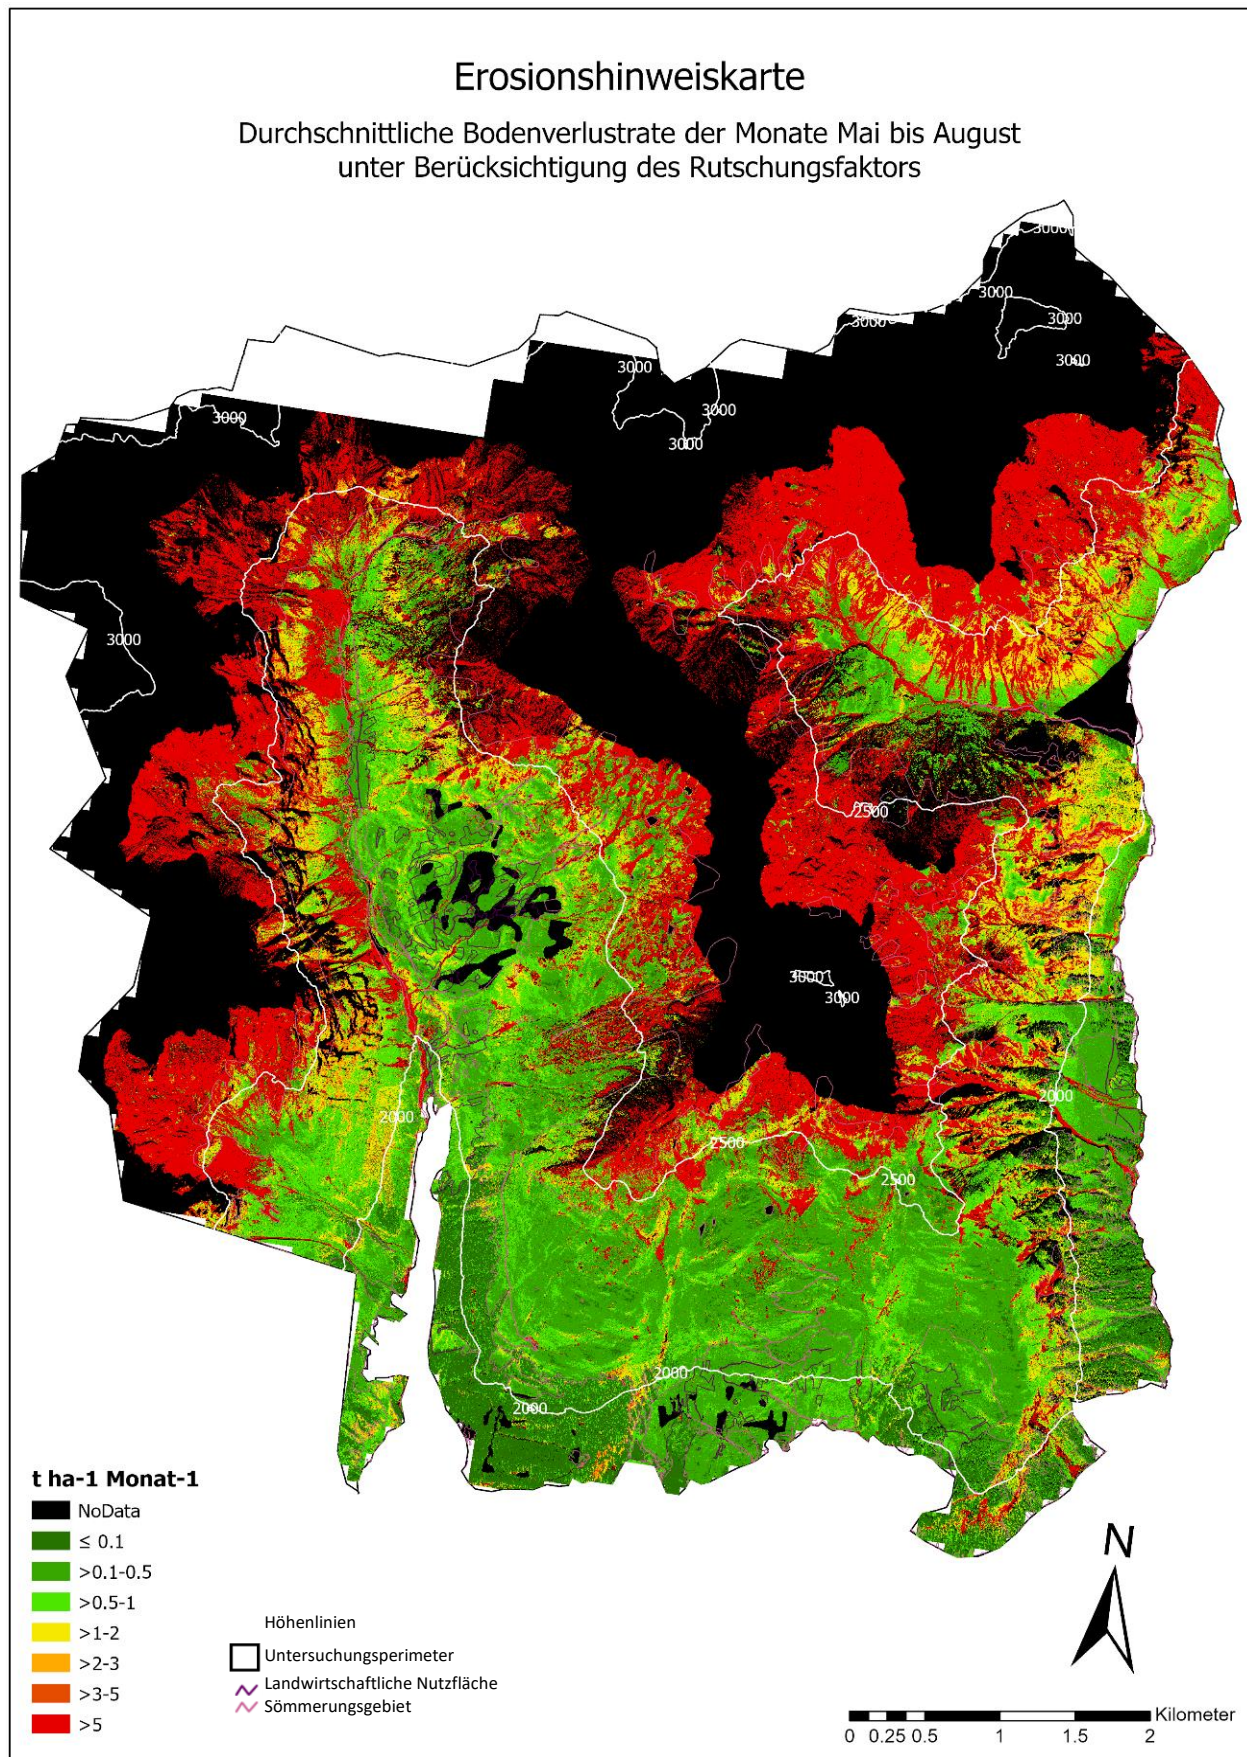 Erosionshinweiskarte
Durchschnittliche Bodenverlustrate der Monate Mai bis August
unter Berücksichtigung des Rutschungsfaktors
3000
3000
3000
3000
3000
3000
3000
3000
3000
3000
2500
3000
3000
2000
2000
2500
2500
2000
2000
t ha-1 Monat-1
NoData
≤ 0.1
>0.1-0.5
>0.5-1
>1-2
>2-3
>3-5
>5
Höhenlinien
Untersuchungsperimeter
Landwirtschaftliche Nutzfläche
Sömmerungsgebiet
N
Kilometer
0 0.25 0.5 1 1.5 2